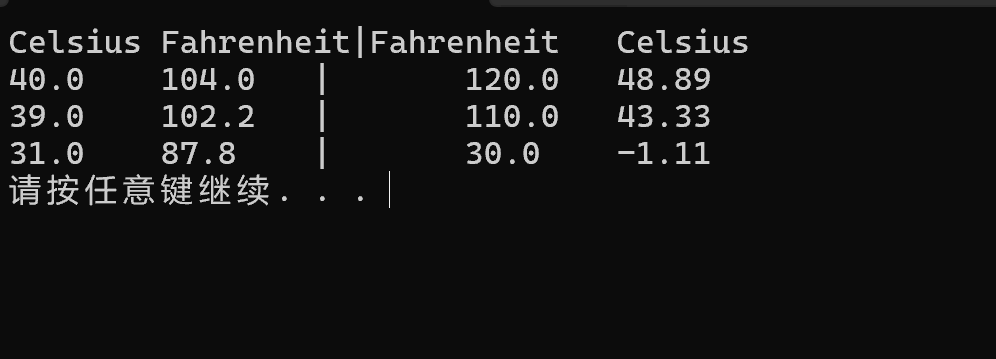 Celsius Fahrenheit|Fahrenheit   Celsius
40.0    104.0   |       120.0   48.89
39.0    102.2   |       110.0   43.33
31.0    87.8    |       30.0    -1.11
请按任意键继续. . .